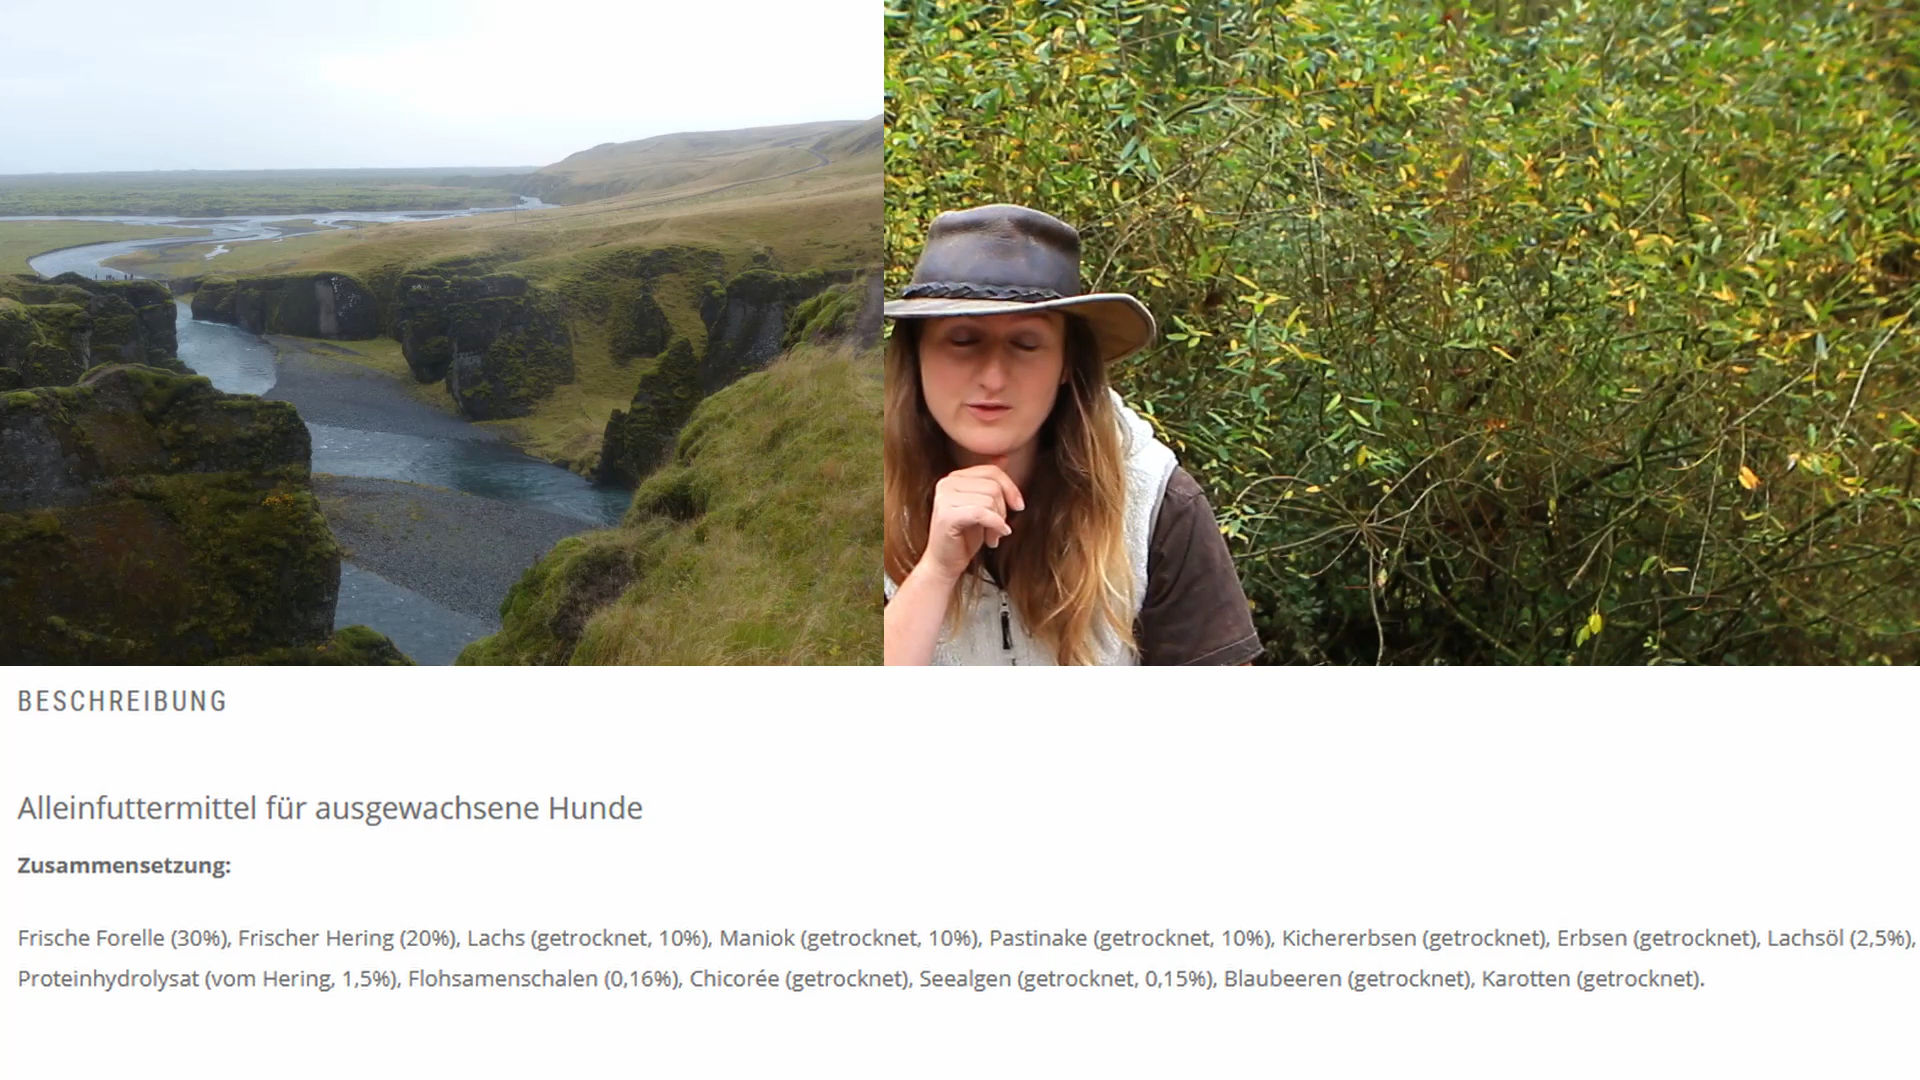 BESCHREIBUNG
Alleinfuttermittel für ausgewachsene Hunde
Zusammensetzung:
Frische Forelle (30%), Frischer Hering (20%), Lachs (getrocknet, 10%), Maniok (getrocknet, 10%), Pastinake (getrocknet, 10%), Kichererbsen (getrocknet), Erbsen (getrocknet), Lachsöl (2,5%),
Proteinhydrolysat (vom Hering, 1,5%), Flohsamenschalen (0,16%), Chicorée (getrocknet), Seealgen (getrocknet, 0,15%), Blaubeeren (getrocknet), Karotten (getrocknet).